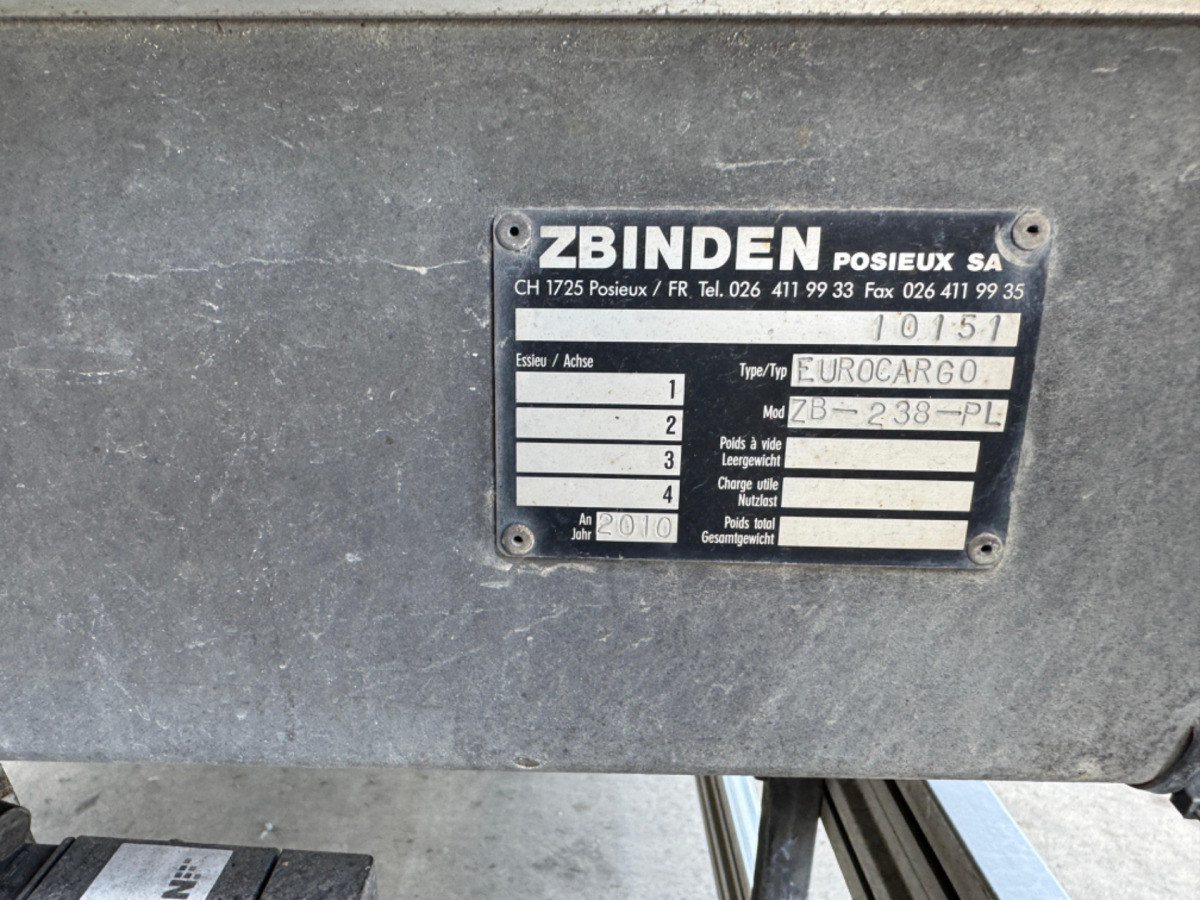 ZBINDEN POSIEUX SA
CH 1725 Posieux / FR Tel. 026 411 99 33 Fax 026 411 99 35
10151
Essieu / Achse
1
2
3
4
An
Jahr 2010
Type/Typ EUROCARGO
Mod ZB-238-PL
Poids à vide
Leergewicht
Charge utile
Nutzlast
Poids total
Gesamtgewicht